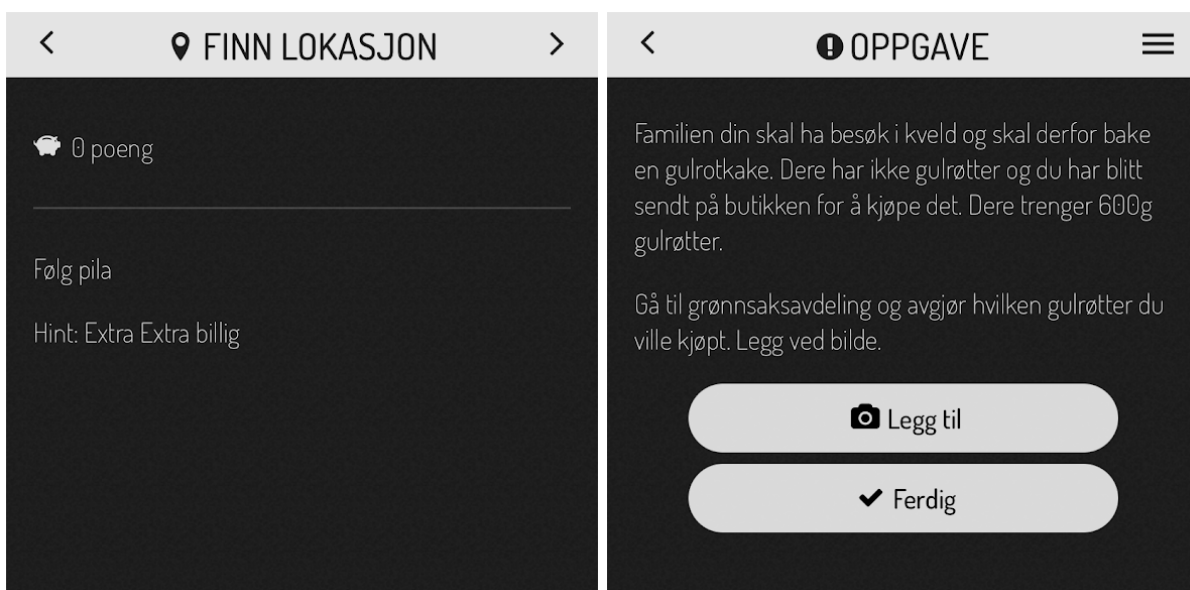 FINN LOKASJON
0 poeng
Følg pila
Hint: Extra Extra billig
OPPGAVE
Familien din skal ha besøk i kveld og skal derfor bake
en gulrotkake. Dere har ikke gulrøtter og du har blitt
sendt på butikken for å kjøpe det. Dere trenger 600g
gulrøtter.
Gå til grønnsaksavdeling og avgjør hvilken gulrøtter du
ville kjøpt. Legg ved bilde.
Legg til
Ferdig